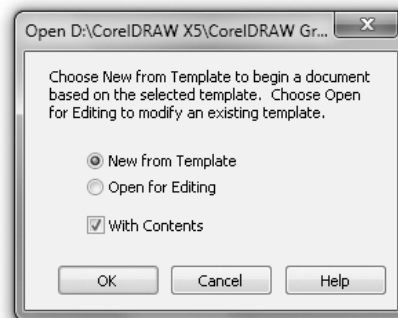 Open D:\CorelDRAW X5\CorelDRAW Gr...
Choose New from Template to begin a document
based on the selected template. Choose Open
for Editing to modify an existing template.
New from Template
Open for Editing
With Contents
OK Cancel Help